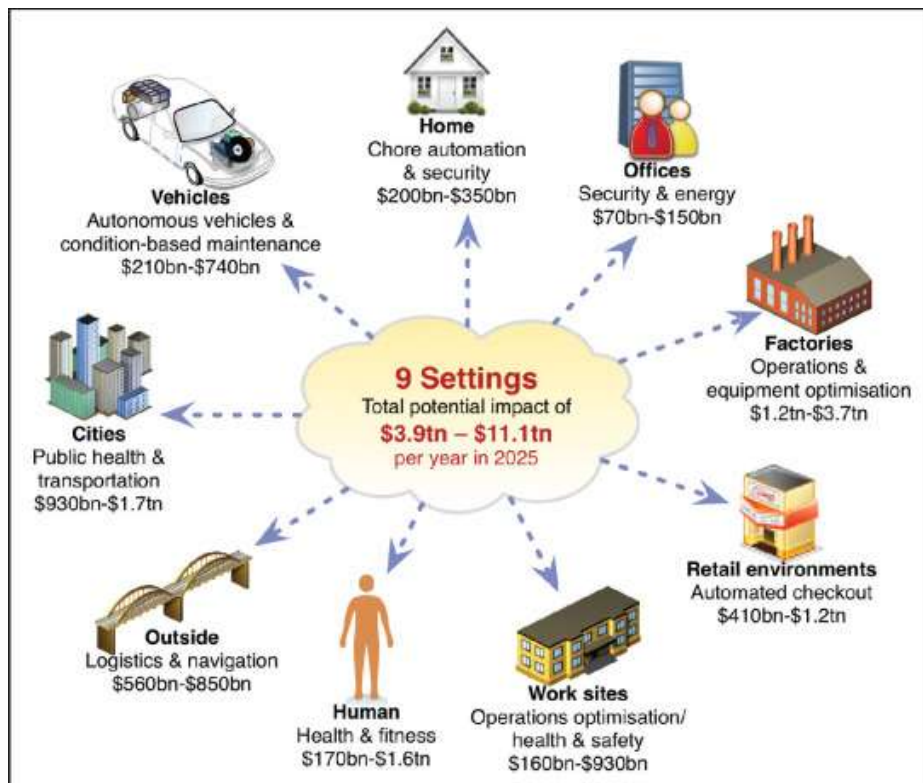 Home
Chore automation
& security
$200bn-$350bn
Offices
Security & energy
$70bn-$150bn
Vehicles
Autonomous vehicles &
condition-based maintenance
$210bn-$740bn
Factories
Operations &
equipment optimisation
$1.2tn-$3.7tn
9 Settings
Total potential impact of
$3.9tn – $11.1tn
per year in 2025
Cities
Public health &
transportation
$930bn-$1.7tn
Retail environments
Automated checkout
$410bn-$1.2tn
Outside
Logistics & navigation
$560bn-$850bn
Human
Health & fitness
$170bn-$1.6tn
Work sites
Operations optimisation/
health & safety
$160bn-$930bn